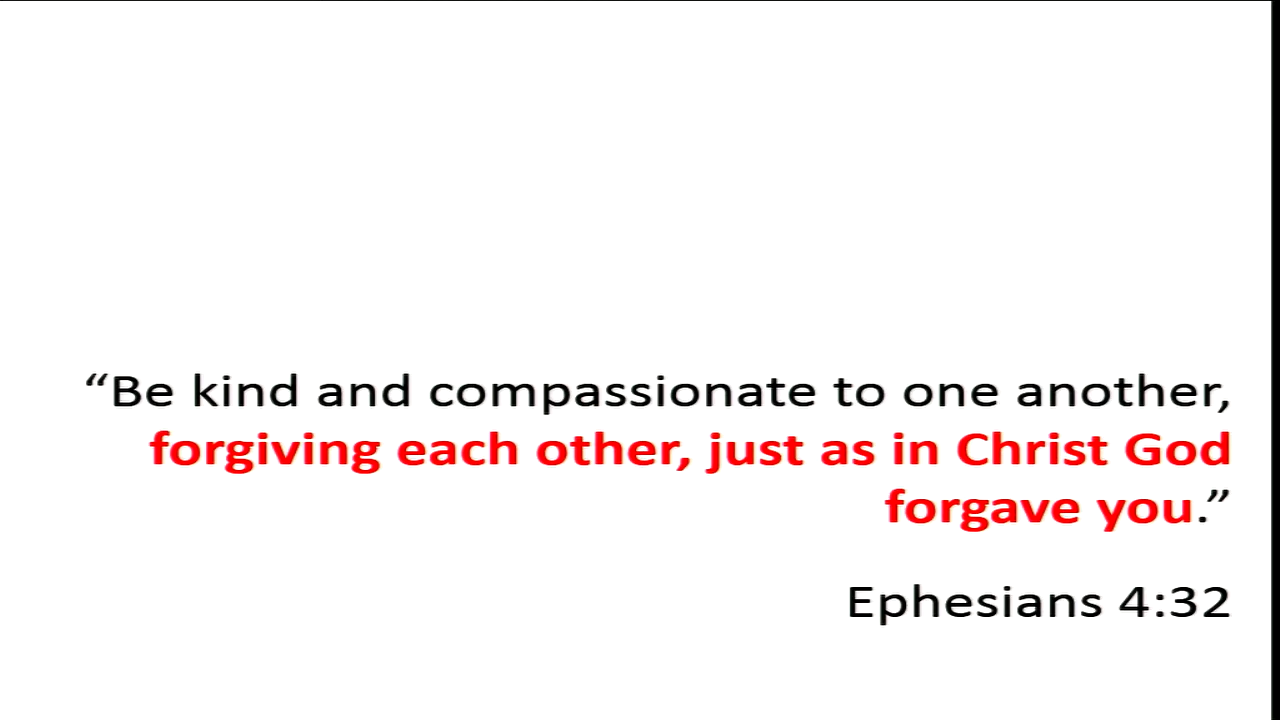 “Be kind and compassionate to one another,
forgiving each other, just as in Christ God
forgave you.”
Ephesians 4:32